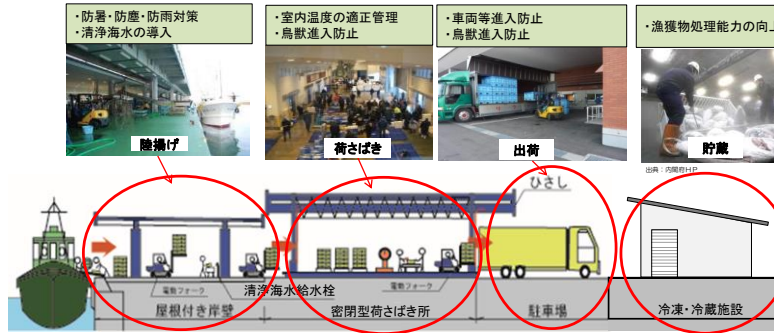 ・防暑・防塵・防雨対策
・清浄海水の導入
・室内温度の適正管理
・鳥獣進入防止
・車両等進入防止
・鳥獣進入防止
・漁獲物処理能力の向上
陸揚げ
荷さばき
出荷
貯蔵
出典：内閣府HP
ひさし
電動フォーク
清浄海水給水栓
電動フォーク
屋根付き岸壁
密閉型荷さばき所
駐車場
冷凍・冷蔵施設